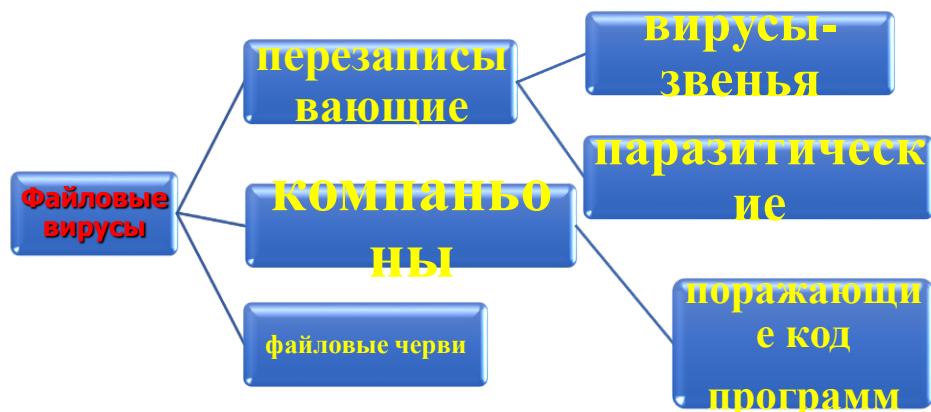 Файловые
вирусы
перезаписы
вающие
вирусы-
звенья
паразитическ
ие
компаньо
ны
поражающи
е код
программ
файловые черви